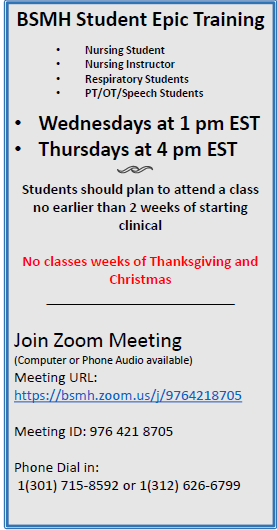 BSMH Student Epic Training
• Nursing Student
• Nursing Instructor
• Respiratory Students
• PT/OT/Speech Students
• Wednesdays at 1 pm EST
• Thursdays at 4 pm EST
Students should plan to attend a class
no earlier than 2 weeks of starting
clinical
No classes weeks of Thanksgiving and
Christmas
Join Zoom Meeting
(Computer or Phone Audio available)
Meeting URL:
https://bsmh.zoom.us/j/9764218705
Meeting ID: 976 421 8705
Phone Dial in:
1(301) 715-8592 or 1(312) 626-6799